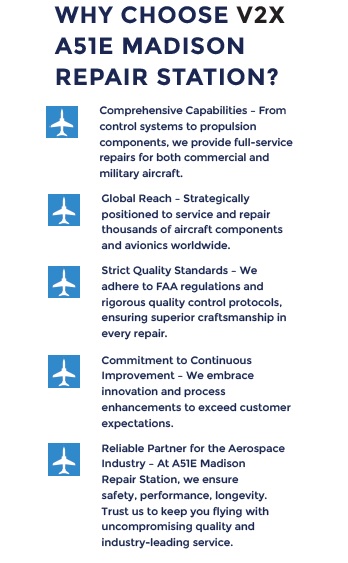 WHY CHOOSE V2X
A51E MADISON
REPAIR STATION?
Comprehensive Capabilities – From
control systems to propulsion
components, we provide full-service
repairs for both commercial and
military aircraft.
Global Reach – Strategically
positioned to service and repair
thousands of aircraft components
and avionics worldwide.
Strict Quality Standards – We
adhere to FAA regulations and
rigorous quality control protocols,
ensuring superior craftsmanship in
every repair.
Commitment to Continuous
Improvement – We embrace
innovation and process
enhancements to exceed customer
expectations.
Reliable Partner for the Aerospace
Industry – At A51E Madison
Repair Station, we ensure
safety, performance, longevity.
Trust us to keep you flying with
uncompromising quality and
industry-leading service.